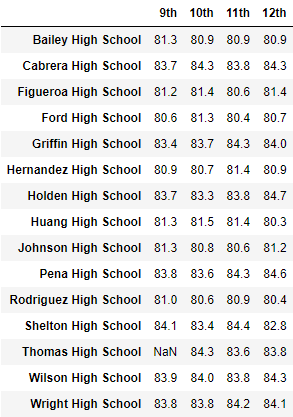 9th 10th 11th 12th
Bailey High School 81.3 80.9 80.9 80.9
Cabrera High School 83.7 84.3 83.8 84.3
Figueroa High School 81.2 81.4 80.6 81.4
Ford High School 80.6 81.3 80.4 80.7
Griffin High School 83.4 83.7 84.3 84.0
Hernandez High School 80.9 80.7 81.4 80.9
Holden High School 83.7 83.3 83.8 84.7
Huang High School 81.3 81.5 81.4 80.3
Johnson High School 81.3 80.8 80.6 81.2
Pena High School 83.8 83.6 84.3 84.6
Rodriguez High School 81.0 80.6 80.9 80.4
Shelton High School 84.1 83.4 84.4 82.8
Thomas High School NaN 84.3 83.6 83.8
Wilson High School 83.9 84.0 83.8 84.3
Wright High School 83.8 83.8 84.2 84.1